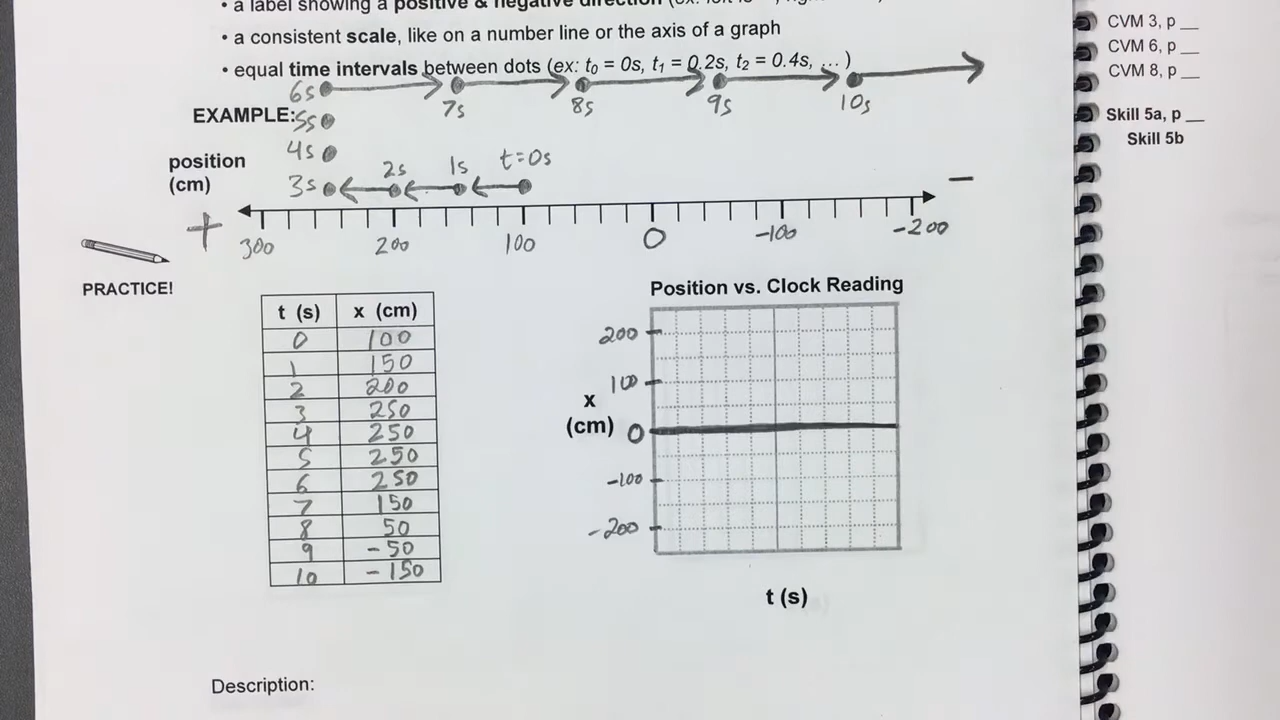 • a label showing a positive & negative direction
• a consistent scale, like on a number line or the axis of a graph
• equal time intervals between dots (ex: t0 = 0s, t1 = 0.2s, t2 = 0.4s, ...)
6s 7s 8s 9s 10s
EXAMPLE: 5s
4s
position (cm)
3s 2s 1s t=0s
+ −
300 200 100 0 -100 -200
PRACTICE!
t (s) x (cm)
0 100
1 150
2 200
3 250
4 250
5 250
6 250
7 150
8 50
9 -50
10 -150
Position vs. Clock Reading
200
100
x (cm)
0
-100
-200
t (s)
Description:
CVM 3, p __
CVM 6, p __
CVM 8, p __
Skill 5a, p __
Skill 5b